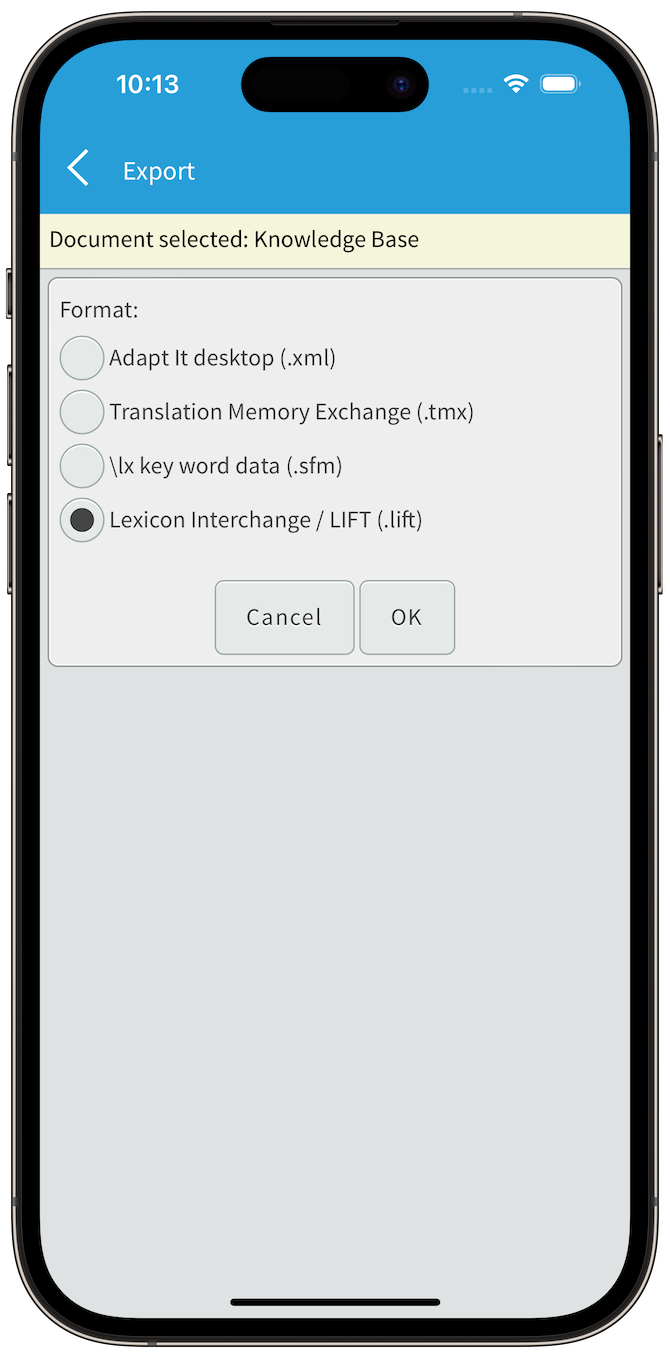 10:13
Export
Document selected: Knowledge Base
Format:
Adapt It desktop (.xml)
Translation Memory Exchange (.tmx)
\lx key word data (.sfm)
Lexicon Interchange / LIFT (.lift)
Cancel OK